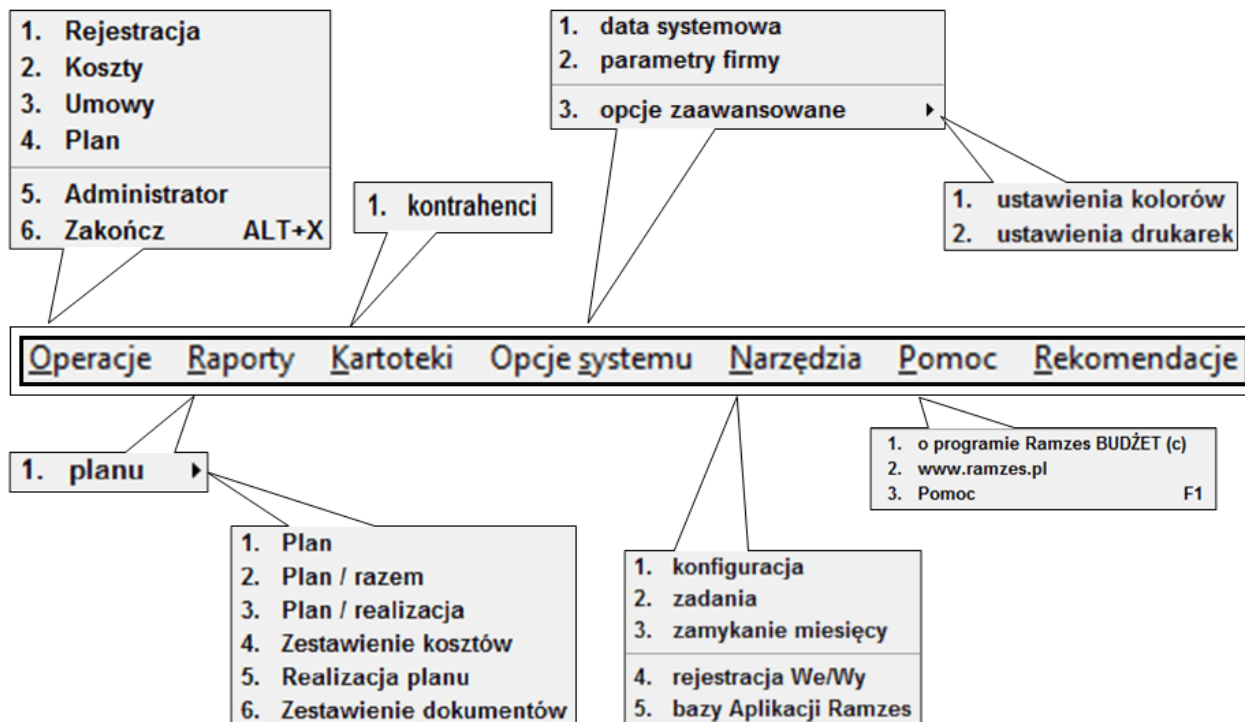 1. Rejestracja
2. Koszty
3. Umowy
4. Plan
5. Administrator
6. Zakończ ALT+X
1. kontrahenci
1. data systemowa
2. parametry firmy
3. opcje zaawansowane
1. ustawienia kolorów
2. ustawienia drukarek
Operacje Raporty Kartoteki Opcje systemu Narzędzia Pomoc Rekomendacje
1. planu
1. Plan
2. Plan / razem
3. Plan / realizacja
4. Zestawienie kosztów
5. Realizacja planu
6. Zestawienie dokumentów
1. konfiguracja
2. zadania
3. zamykanie miesięcy
4. rejestracja We/Wy
5. bazy Aplikacji Ramzes
1. o programie Ramzes BUDŻET (c)
2. www.ramzes.pl
3. Pomoc F1